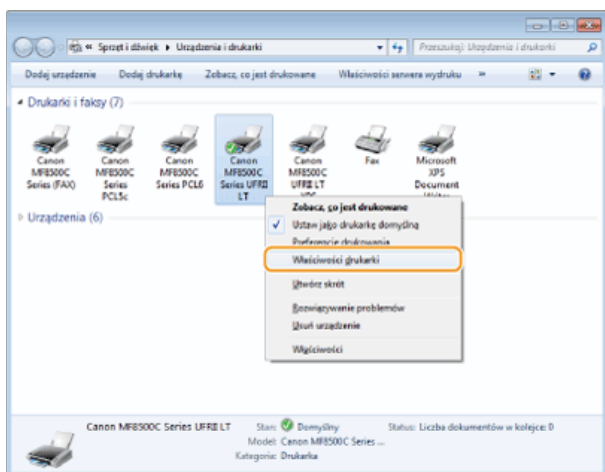 « Sprzęt i dźwięk ▸ Urządzenia i drukarki
Przeszukaj: Urządzenia i drukarki
Dodaj urządzenie Dodaj drukarkę Zobacz, co jest drukowane Właściwości serwera wydruku »
Drukarki i faksy (7)
Canon MF8500C Series (FAX)
Canon MF8500C Series PCL5c
Canon MF8500C Series PCL6
Canon MF8500C Series UFRII LT
Canon MF8500C UFRII LT XPS
Fax
Microsoft XPS Document Writer
Zobacz, co jest drukowane
Ustaw jako drukarkę domyślną
Preferencje drukowania
Właściwości drukarki
Utwórz skrót
Rozwiązywanie problemów
Usuń urządzenie
Właściwości
Urządzenia (6)
Canon MF8500C Series UFRII LT Stan: Domyślny Status: Liczba dokumentów w kolejce: 0
Model: Canon MF8500C Series ...
Kategoria: Drukarka